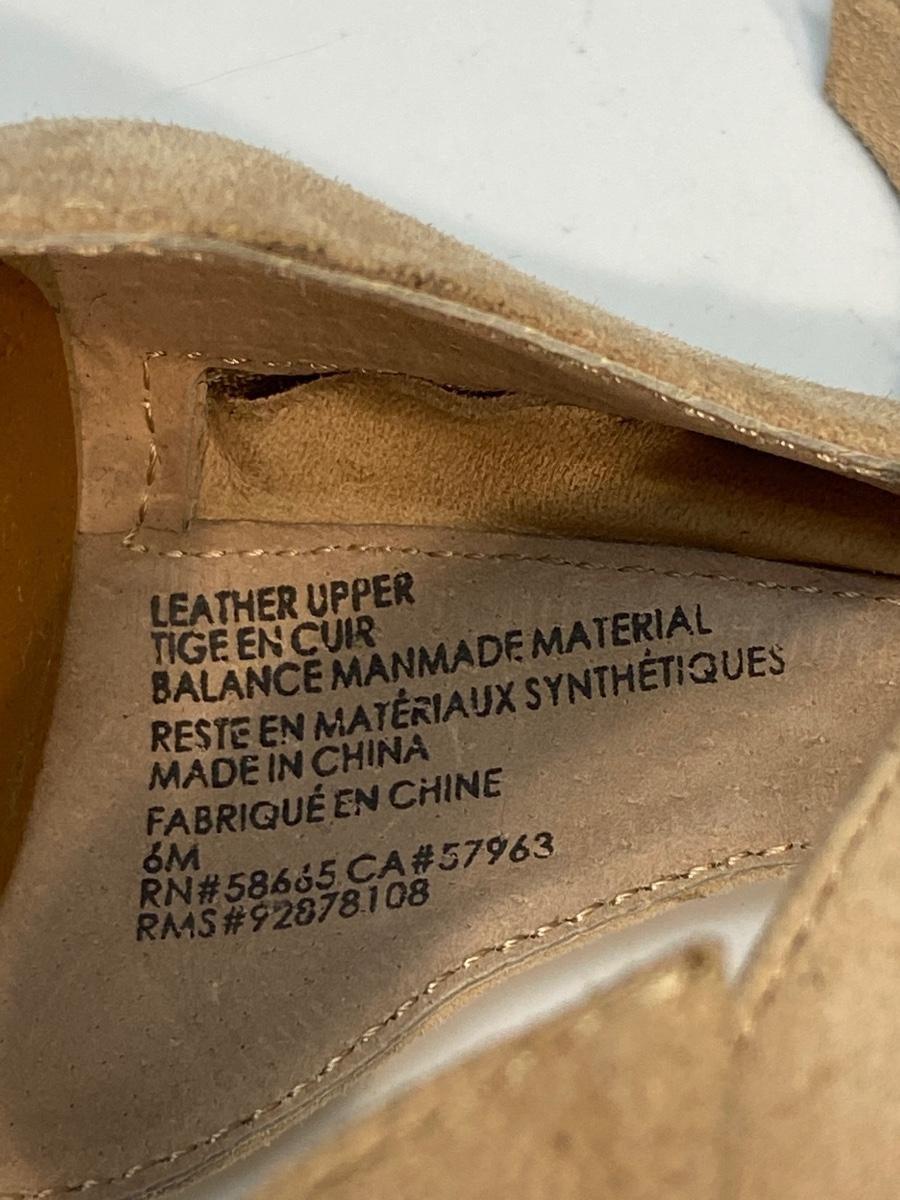 LEATHER UPPER
TIGE EN CUIR
BALANCE MANMADE MATERIAL
RESTE EN MATÉRIAUX SYNTHÉTIQUES
MADE IN CHINA
FABRIQUÉ EN CHINE
6M
RN#58665 CA#57963
RMS#92878108